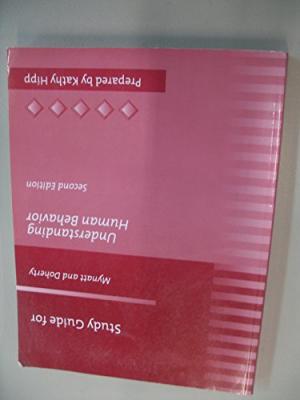 Study Guide for
Mynatt and Doherty
Understanding
Human Behavior
Second Edition
Prepared by Kathy Hipp